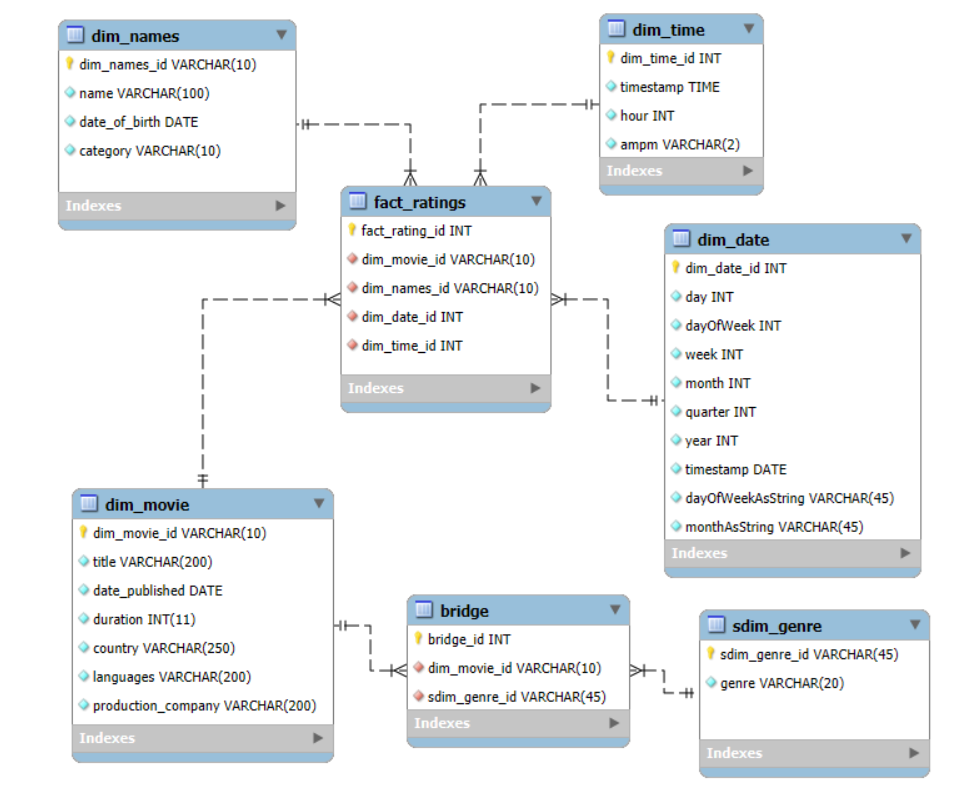 dim_names
dim_names_id VARCHAR(10)
name VARCHAR(100)
date_of_birth DATE
category VARCHAR(10)
Indexes
dim_time
dim_time_id INT
timestamp TIME
hour INT
ampm VARCHAR(2)
Indexes
fact_ratings
fact_rating_id INT
dim_movie_id VARCHAR(10)
dim_names_id VARCHAR(10)
dim_date_id INT
dim_time_id INT
Indexes
dim_date
dim_date_id INT
day INT
dayOfWeek INT
week INT
month INT
quarter INT
year INT
timestamp DATE
dayOfWeekAsString VARCHAR(45)
monthAsString VARCHAR(45)
Indexes
dim_movie
dim_movie_id VARCHAR(10)
title VARCHAR(200)
date_published DATE
duration INT(11)
country VARCHAR(250)
languages VARCHAR(200)
production_company VARCHAR(200)
Indexes
bridge
bridge_id INT
dim_movie_id VARCHAR(10)
sdim_genre_id VARCHAR(45)
Indexes
sdim_genre
sdim_genre_id VARCHAR(45)
genre VARCHAR(20)
Indexes